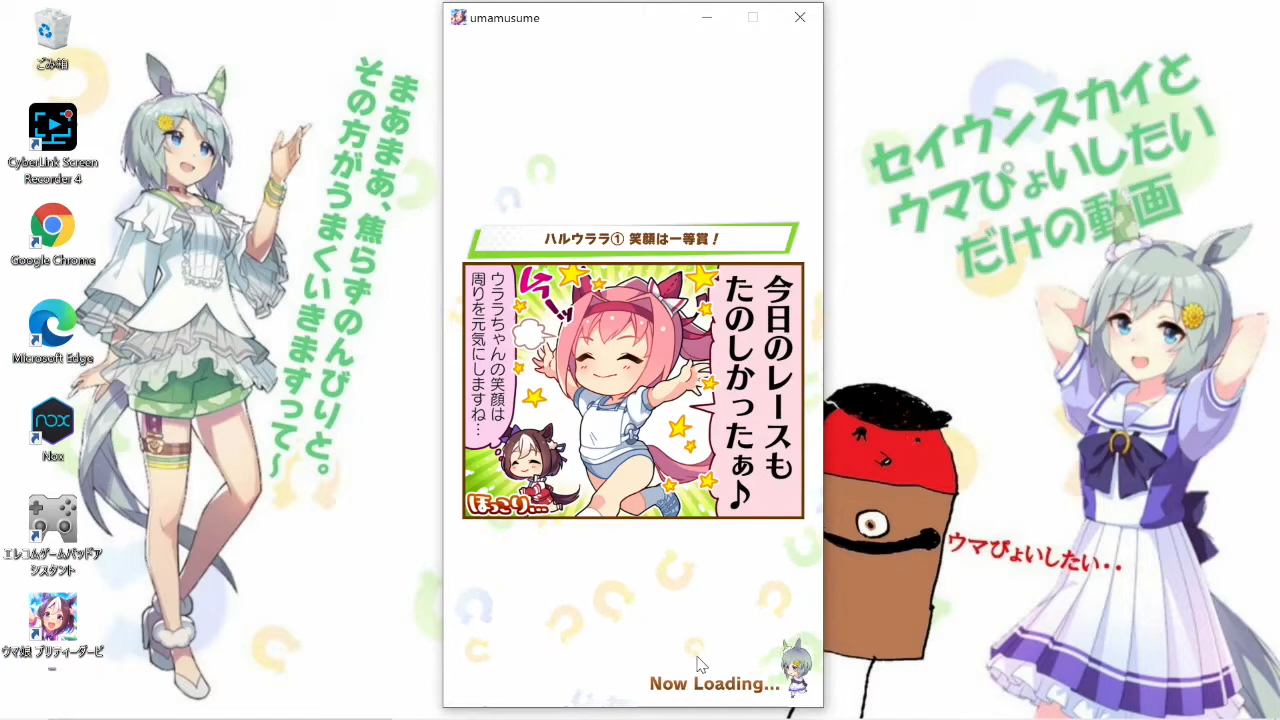 umamusume
ごみ箱
CyberLink Screen
Recorder 4
Google Chrome
Microsoft Edge
nox
Nox
エレコムゲームパッドア
シスタント
ウマ娘 プリティーダービ
ー
まあまあ、焦らずのんびりと。
その方がうまくいきますって～
ハルウララ① 笑顔は一等賞！
今日のレースも
たのしかったぁ♪
ウララちゃんの笑顔は
周りを元気にしますね…
ほっこり…
Now Loading...
セイウンスカイと
ウマぴょいしたい
だけの動画
ウマぴょいしたい・・